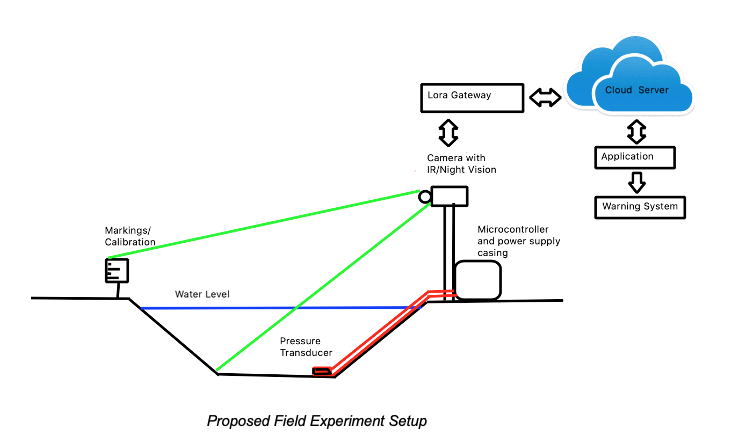 Cloud Server
Lora Gateway
Camera with
IR/Night Vision
Application
Warning System
Markings/
Calibration
Microcontroller
and power supply
casing
Water Level
Pressure
Transducer
Proposed Field Experiment Setup